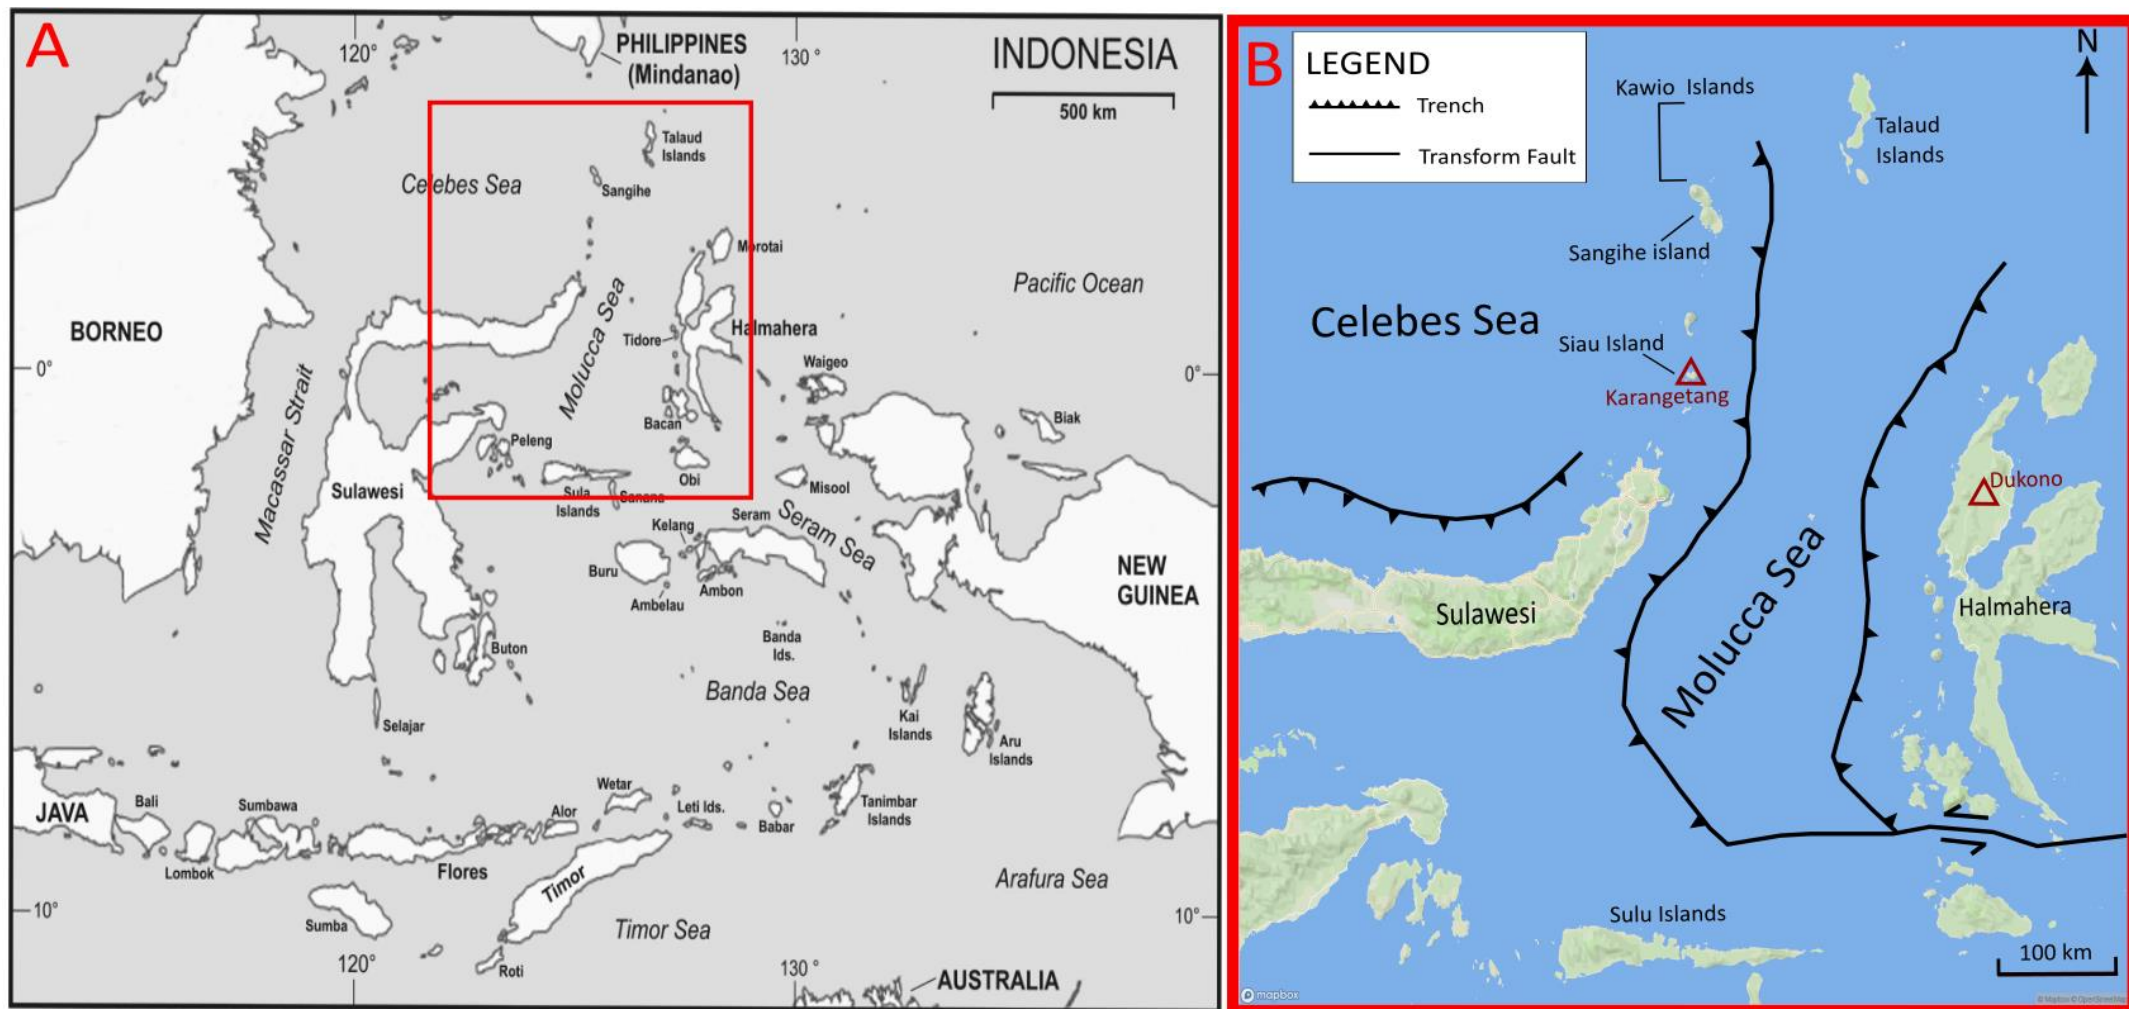 A
120°
130°
PHILIPPINES
(Mindanao)
INDONESIA
500 km
Talaud
Islands
Celebes Sea
Sangihe
Morotai
Pacific Ocean
Molucca Sea
BORNEO
Halmahera
Tidore
Waigeo
0°
0°
Macassar Strait
Bacan
Biak
Peleng
Obi
Misool
Sulawesi
Sula
Islands
Sanana
Seram
Seram Sea
Kelang
Buru
Ambelau
Ambon
NEW
GUINEA
Banda
Ids.
Buton
Banda Sea
Selajar
Kai
Islands
Aru
Islands
Wetar
JAVA
Bali
Sumbawa
Alor
Leti Ids.
Babar
Tanimbar
Islands
Lombok
Flores
Timor
Arafura Sea
10°
10°
Sumba
Timor Sea
Roti
120°
130°
AUSTRALIA
B
LEGEND
Trench
Transform Fault
N
Kawio Islands
Talaud
Islands
Sangihe island
Celebes Sea
Siau Island
Karangetang
Dukono
Sulawesi
Halmahera
Molucca Sea
Sulu Islands
100 km
mapbox
© Mapbox © OpenStreetMap